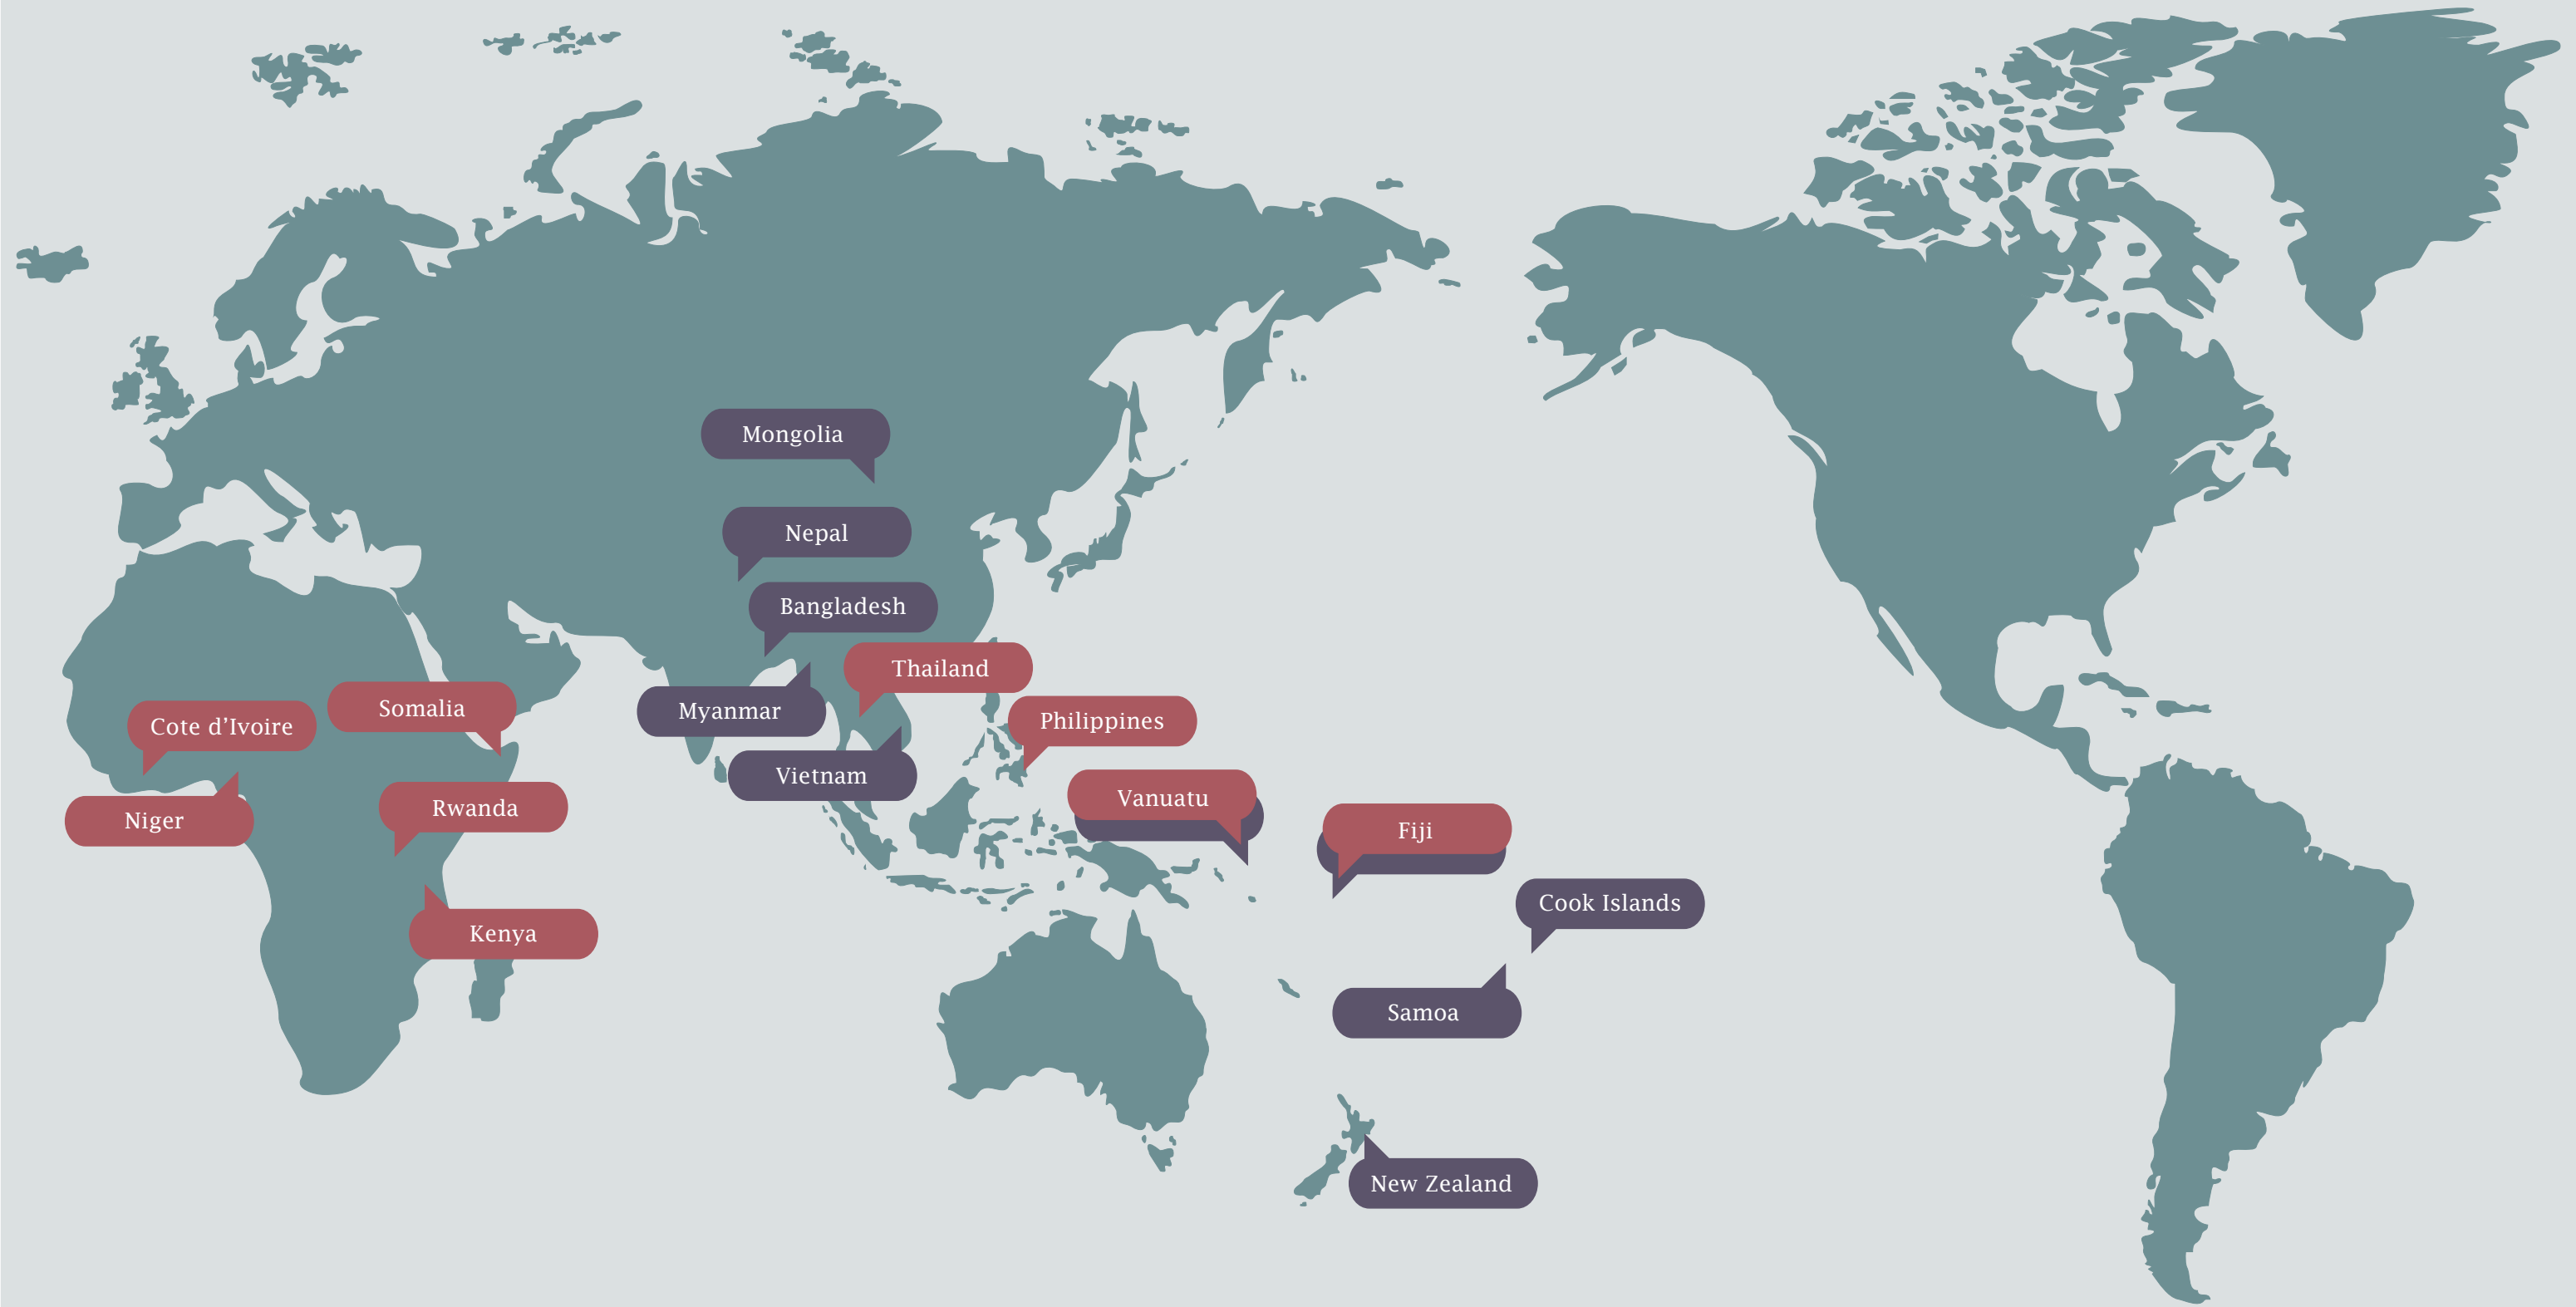 Mongolia
Nepal
Bangladesh
Thailand
Somalia
Myanmar
Philippines
Cote d’Ivoire
Vietnam
Vanuatu
Rwanda
Niger
Fiji
Cook Islands
Kenya
Samoa
New Zealand